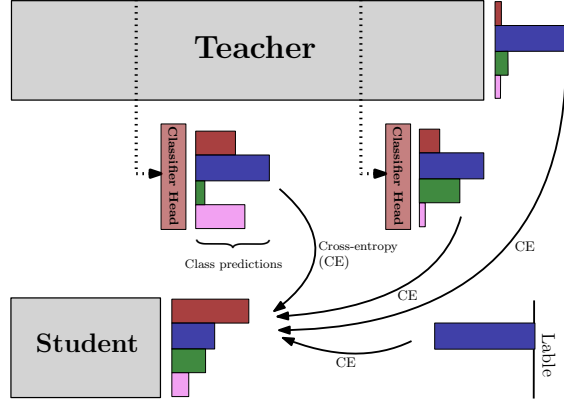 Teacher
Classifier Head
Classifier Head
Cross-entropy
(CE)
CE
Class predictions
CE
Student
CE
Lable